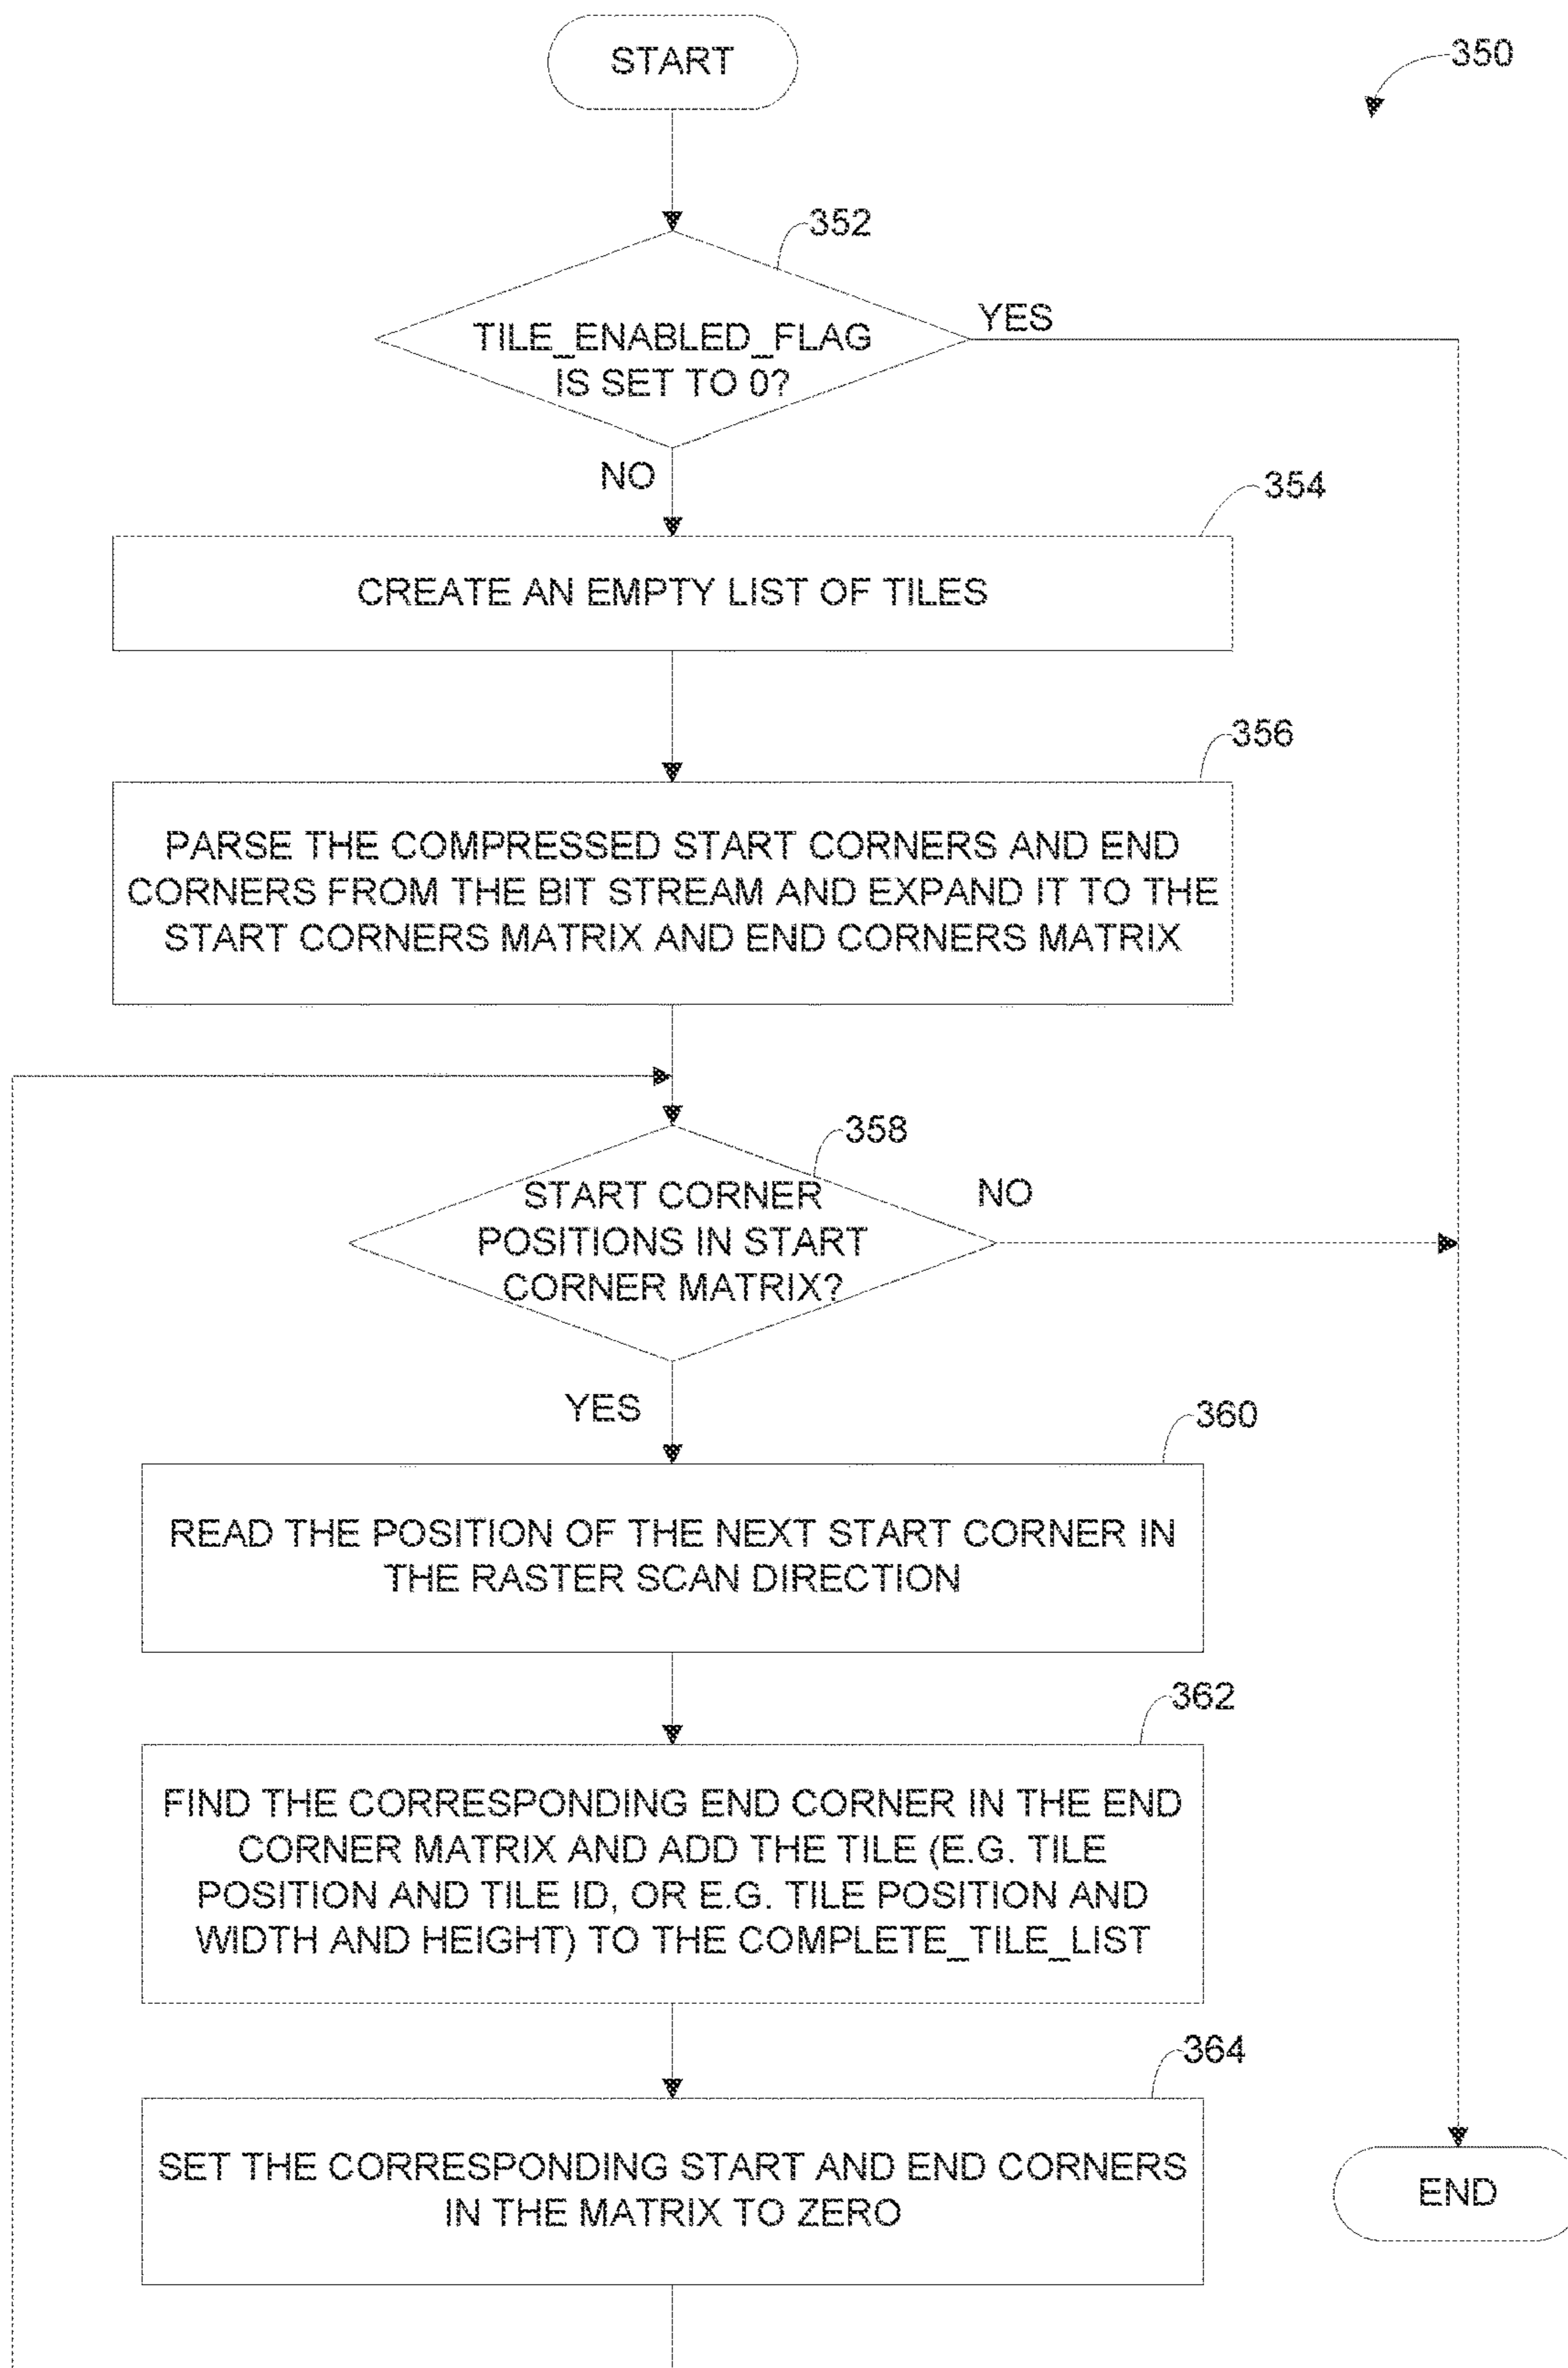 START
350
352
TILE_ENABLED_FLAG
IS SET TO 0?
YES
NO
354
CREATE AN EMPTY LIST OF TILES
356
PARSE THE COMPRESSED START CORNERS AND END
CORNERS FROM THE BIT STREAM AND EXPAND IT TO THE
START CORNERS MATRIX AND END CORNERS MATRIX
358
START CORNER
POSITIONS IN START
CORNER MATRIX?
NO
YES
360
READ THE POSITION OF THE NEXT START CORNER IN
THE RASTER SCAN DIRECTION
362
FIND THE CORRESPONDING END CORNER IN THE END
CORNER MATRIX AND ADD THE TILE (E.G. TILE
POSITION AND TILE ID, OR E.G. TILE POSITION AND
WIDTH AND HEIGHT) TO THE COMPLETE_TILE_LIST
364
SET THE CORRESPONDING START AND END CORNERS
IN THE MATRIX TO ZERO
END